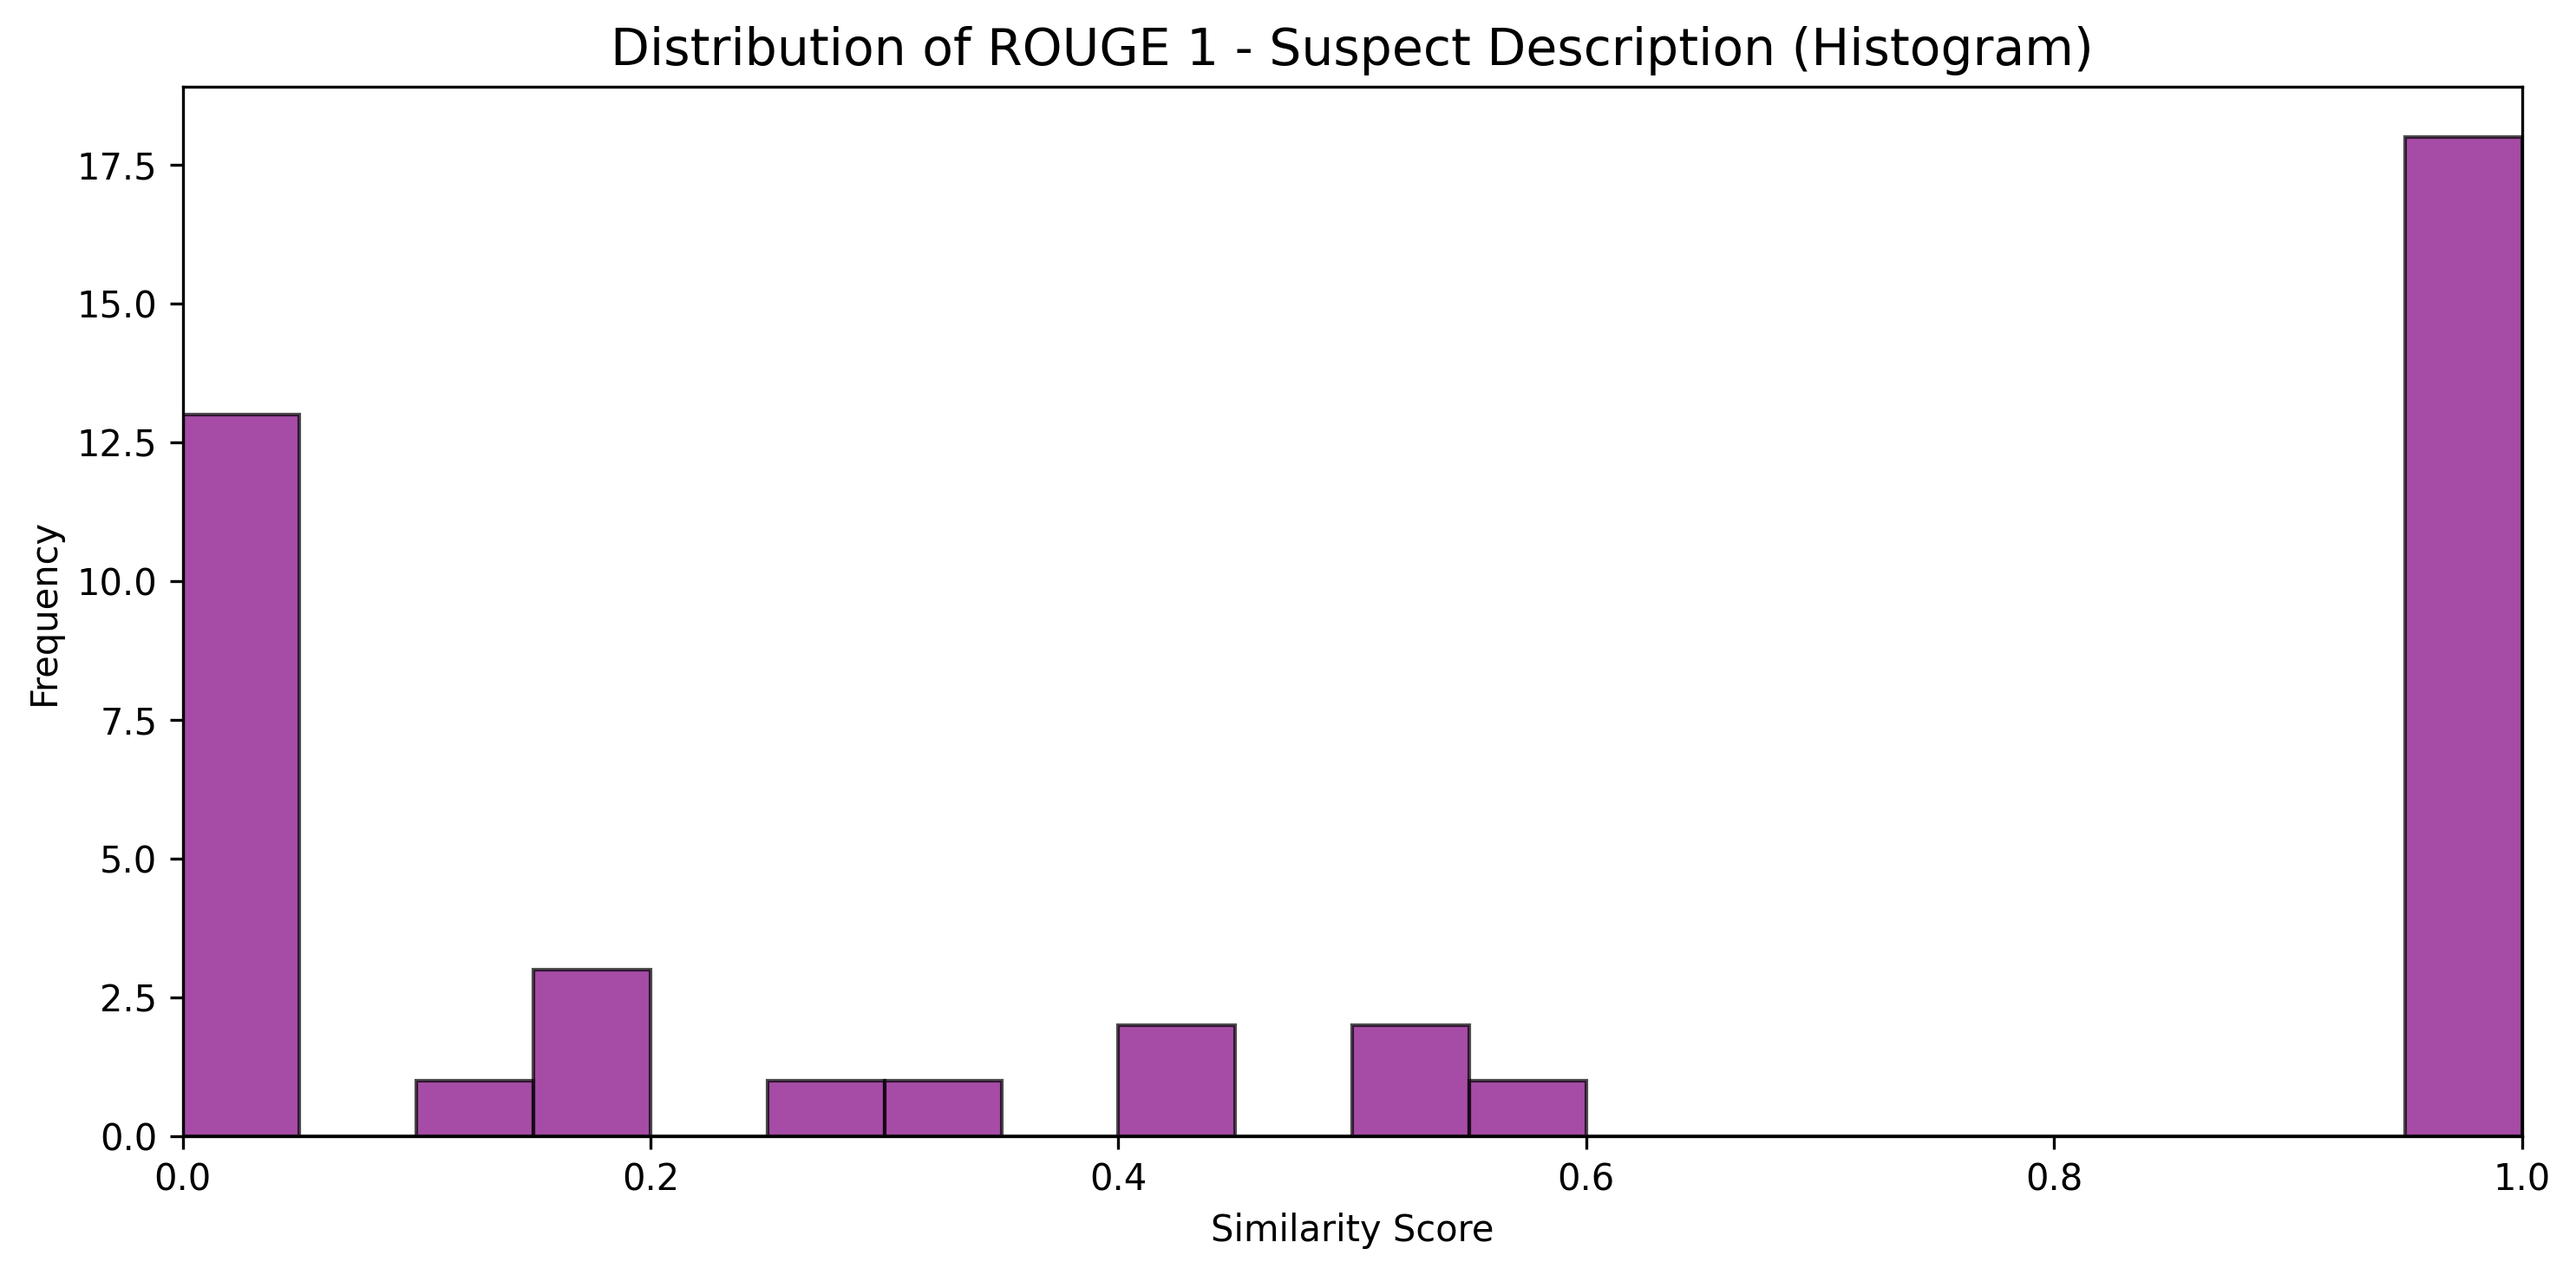 Distribution of ROUGE 1 - Suspect Description (Histogram)
Frequency
17.5
15.0
12.5
10.0
7.5
5.0
2.5
0.0
0.0 0.2 0.4 0.6 0.8 1.0
Similarity Score